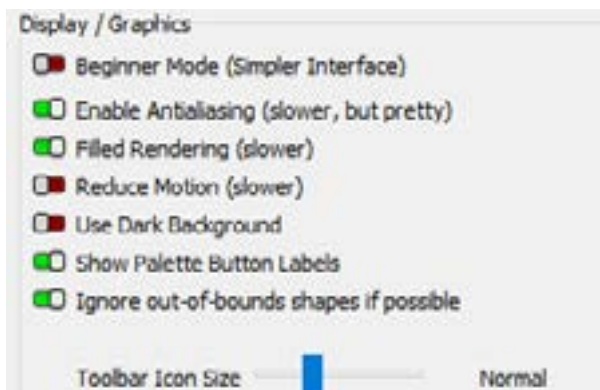 Display / Graphics
Beginner Mode (Simpler Interface)
Enable Antialiasing (slower, but pretty)
Filled Rendering (slower)
Reduce Motion (slower)
Use Dark Background
Show Palette Button Labels
Ignore out-of-bounds shapes if possible
Toolbar Icon Size Normal